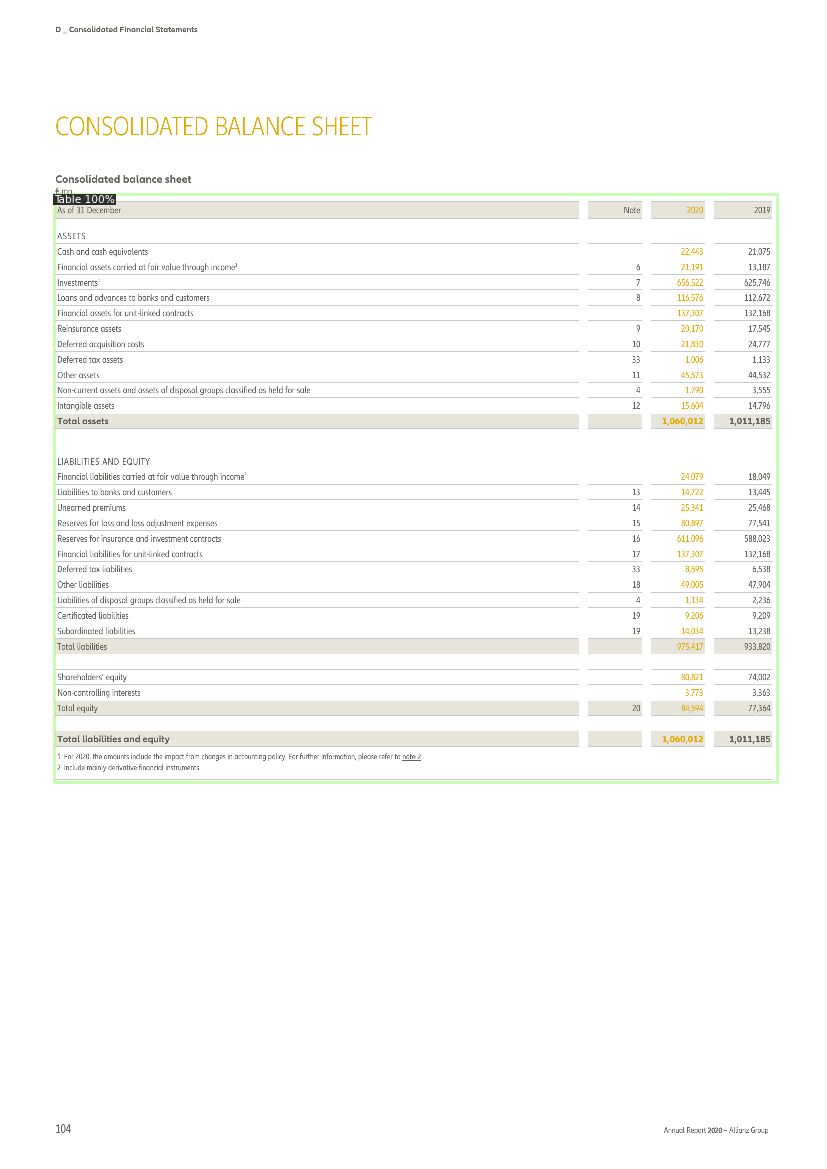 D _ Consolidated Financial Statements
CONSOLIDATED BALANCE SHEET
Consolidated balance sheet
€ mn
Table 100%
As of 31 December Note 2020 2019
ASSETS
Cash and cash equivalents 22,443 21,075
Financial assets carried at fair value through income² 6 21,191 13,187
Investments¹ 7 656,522 625,746
Loans and advances to banks and customers 8 116,576 112,672
Financial assets for unit-linked contracts 137,307 132,168
Reinsurance assets 9 20,170 17,545
Deferred acquisition costs 10 21,830 24,777
Deferred tax assets 33 1,006 1,133
Other assets 11 45,573 44,532
Non-current assets and assets of disposal groups classified as held for sale 4 1,790 3,555
Intangible assets 12 15,604 14,796
Total assets 1,060,012 1,011,185
LIABILITIES AND EQUITY
Financial liabilities carried at fair value through income² 24,079 18,049
Liabilities to banks and customers 13 14,722 13,445
Unearned premiums 14 25,341 25,468
Reserves for loss and loss adjustment expenses 15 80,897 77,541
Reserves for insurance and investment contracts 16 611,096 588,023
Financial liabilities for unit-linked contracts 17 137,307 132,168
Deferred tax liabilities 33 8,595 6,538
Other liabilities 18 49,005 47,904
Liabilities of disposal groups classified as held for sale 4 1,134 2,236
Certificated liabilities 19 9,206 9,209
Subordinated liabilities 19 14,034 13,238
Total liabilities 975,417 933,820
Shareholders' equity 80,821 74,002
Non-controlling interests 3,773 3,363
Total equity 20 84,594 77,364
Total liabilities and equity 1,060,012 1,011,185
1 For 2020, the amounts include the impact from changes in accounting policy. For further information, please refer to note 2.
2 Include mainly derivative financial instruments.
104
Annual Report 2020 – Allianz Group